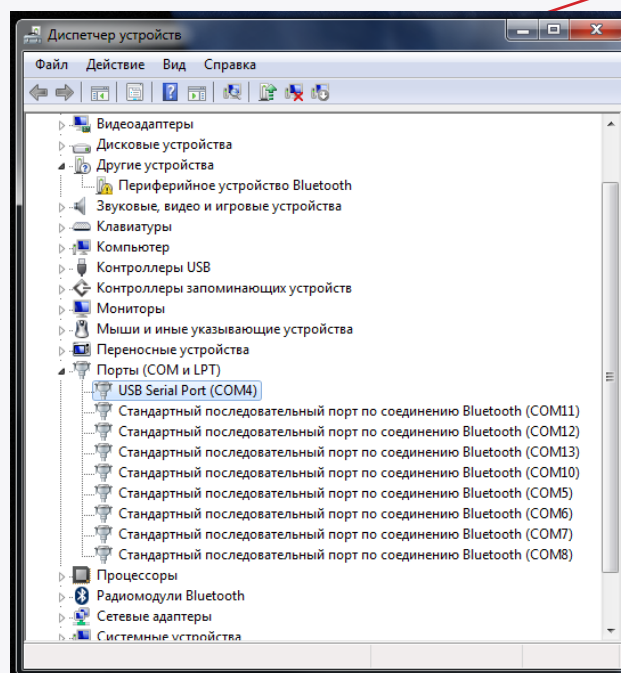 Диспетчер устройств
Файл Действие Вид Справка
Видеоадаптеры
Дисковые устройства
Другие устройства
Периферийное устройство Bluetooth
Звуковые, видео и игровые устройства
Клавиатуры
Компьютер
Контроллеры USB
Контроллеры запоминающих устройств
Мониторы
Мыши и иные указывающие устройства
Переносные устройства
Порты (COM и LPT)
USB Serial Port (COM4)
Стандартный последовательный порт по соединению Bluetooth (COM11)
Стандартный последовательный порт по соединению Bluetooth (COM12)
Стандартный последовательный порт по соединению Bluetooth (COM13)
Стандартный последовательный порт по соединению Bluetooth (COM10)
Стандартный последовательный порт по соединению Bluetooth (COM5)
Стандартный последовательный порт по соединению Bluetooth (COM6)
Стандартный последовательный порт по соединению Bluetooth (COM7)
Стандартный последовательный порт по соединению Bluetooth (COM8)
Процессоры
Радиомодули Bluetooth
Сетевые адаптеры
Системные устройства